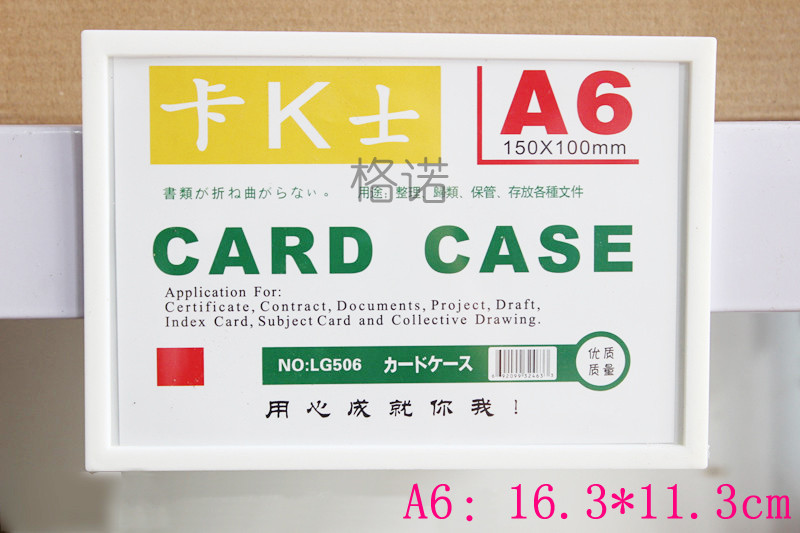 卡K士
A6
150X100mm
格诺
書類が折ね曲がらない。 用途:整理、歸類、保管、存放各種文件
CARD CASE
Application For:
Certificate, Contract, Documents, Project, Draft,
Index Card, Subject Card and Collective Drawing.
NO:LG506 カードケース
优质
质量
用心成就你我!
A6: 16.3*11.3cm